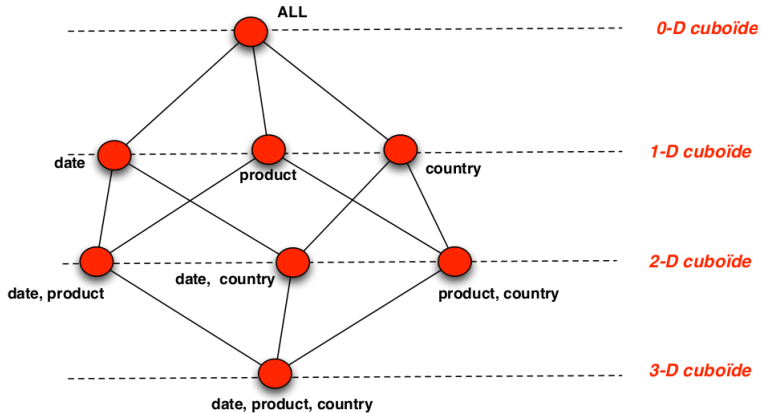 ALL
0-D cuboïde
date
product
country
1-D cuboïde
date, product
date, country
product, country
2-D cuboïde
3-D cuboïde
date, product, country